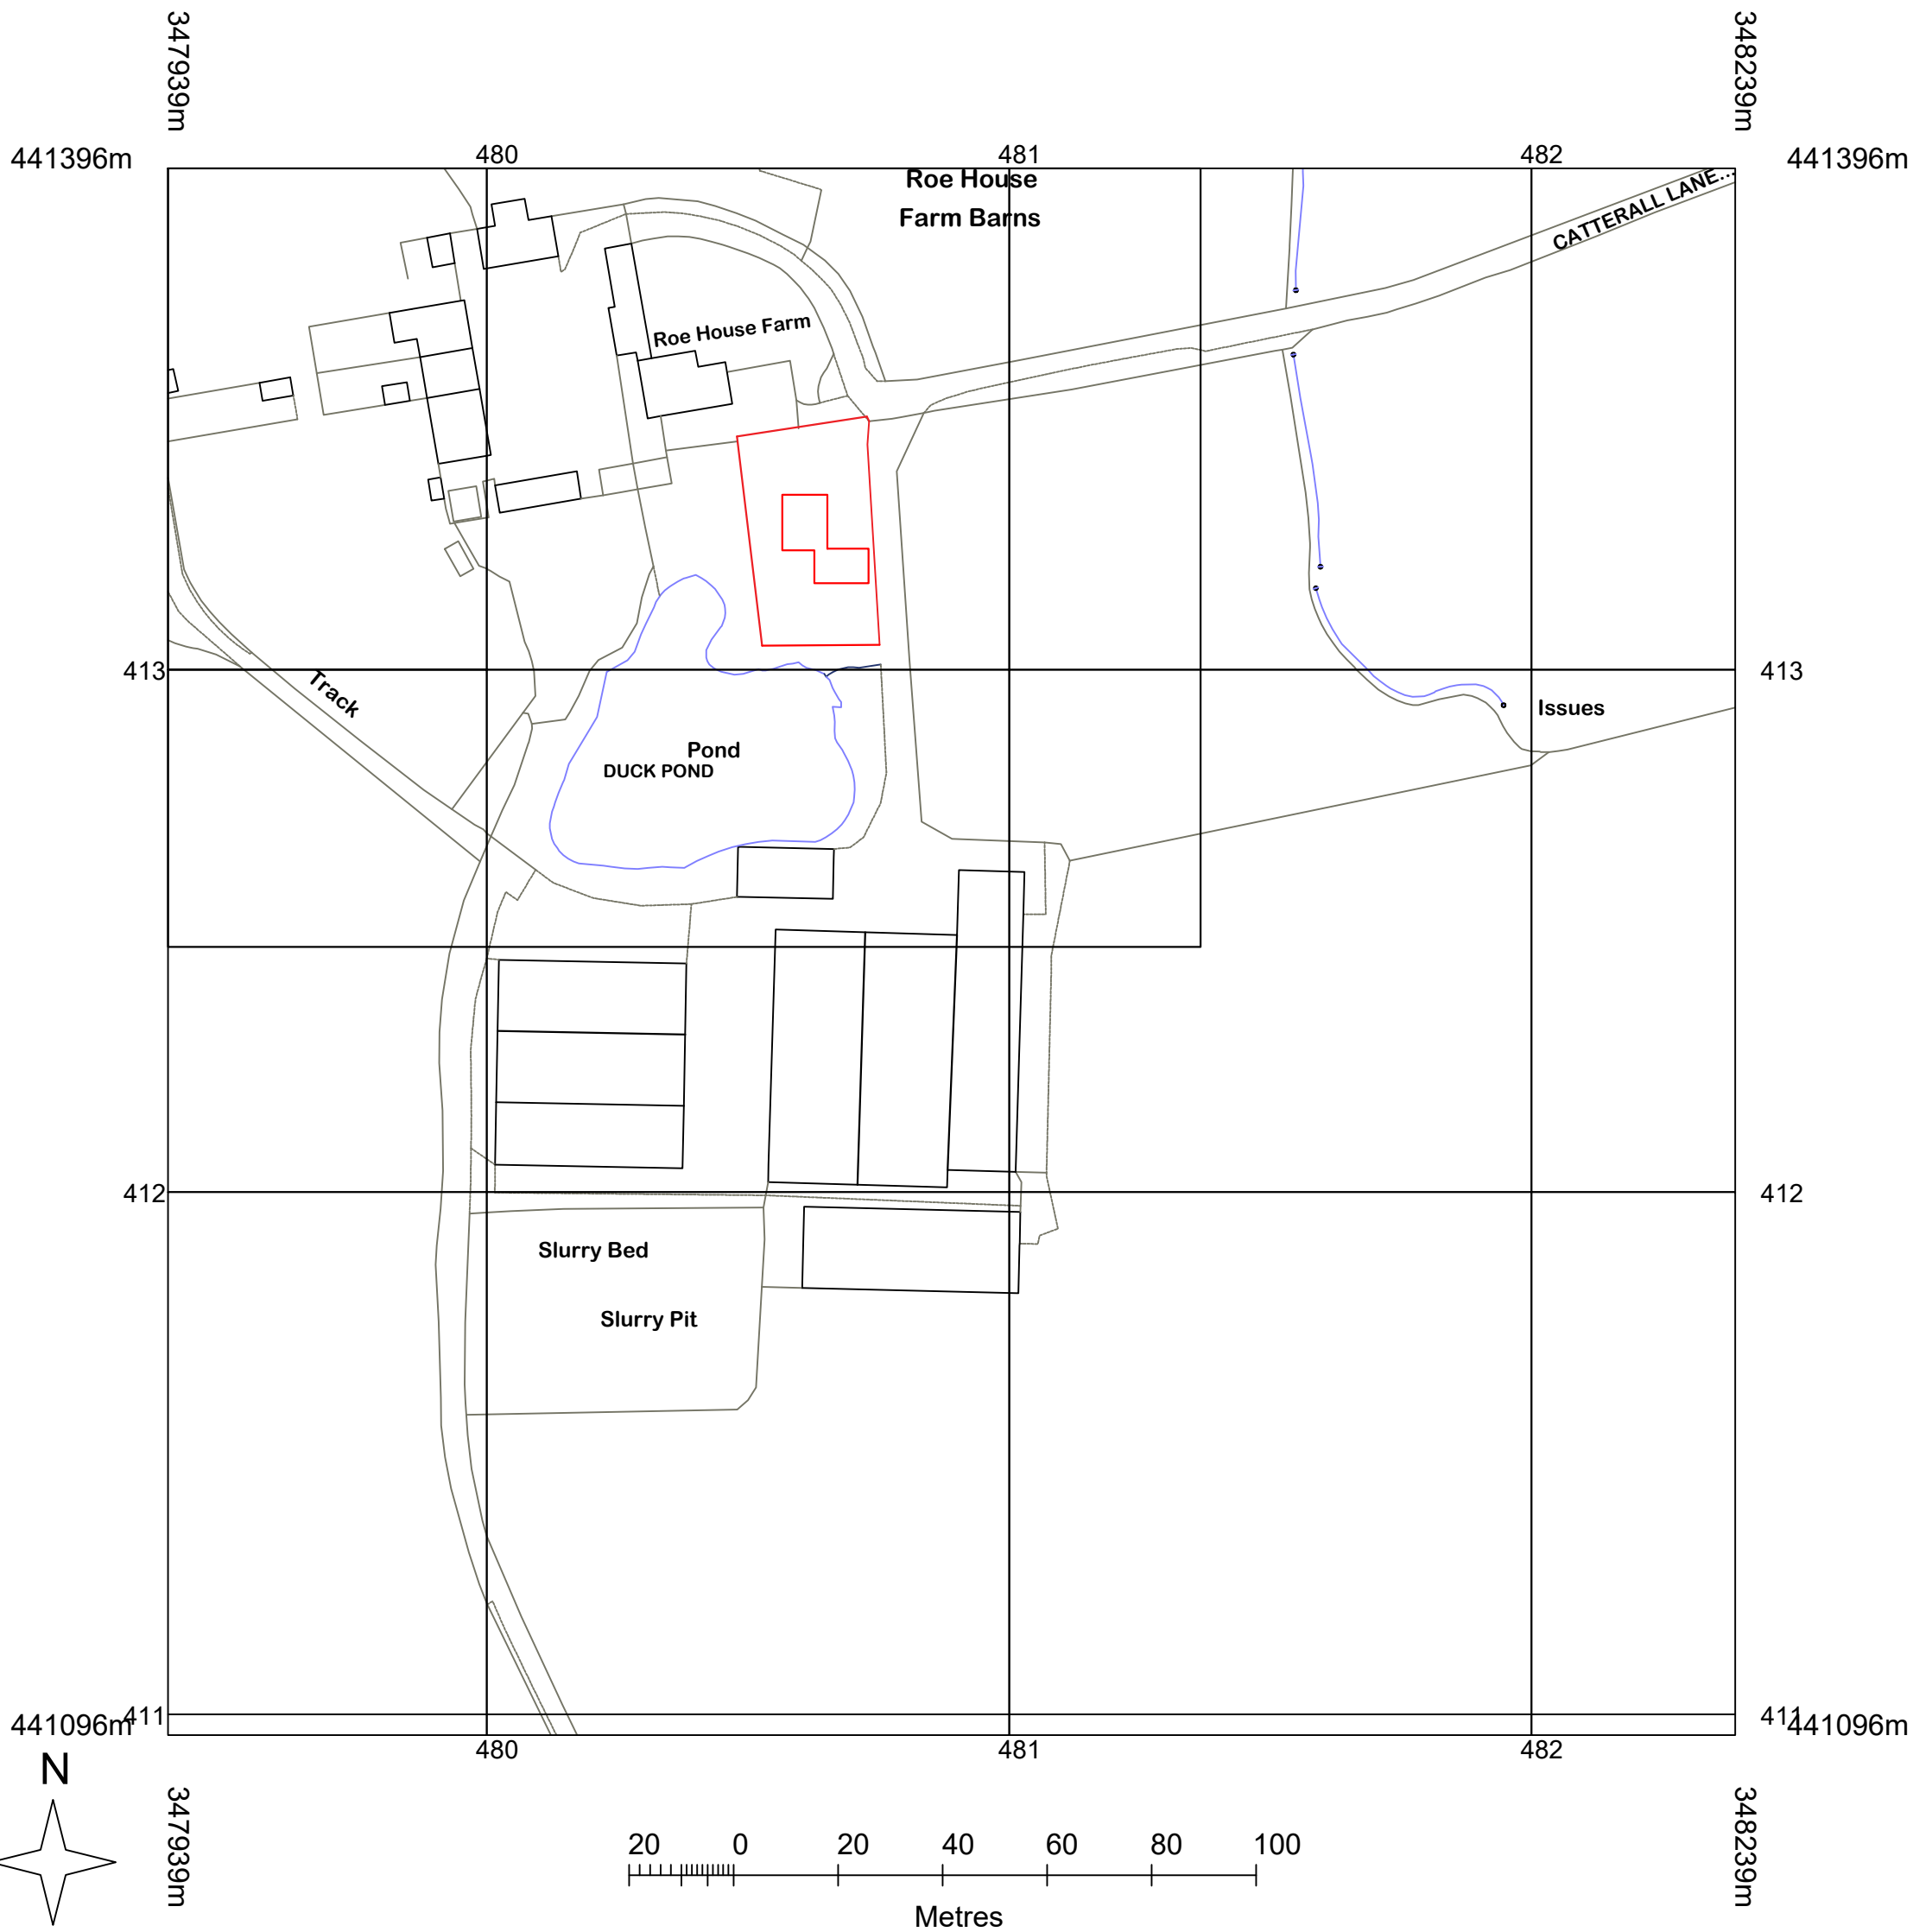 347939m
348239m
441396m
480
481
482
441396m
Roe House
Farm Barns
CATTERALL LANE...
Roe House Farm
413
413
Track
Issues
Pond
DUCK POND
412
412
Slurry Bed
Slurry Pit
411
411
441096m
441096m
480
481
482
N
347939m
348239m
20 0 20 40 60 80 100
Metres